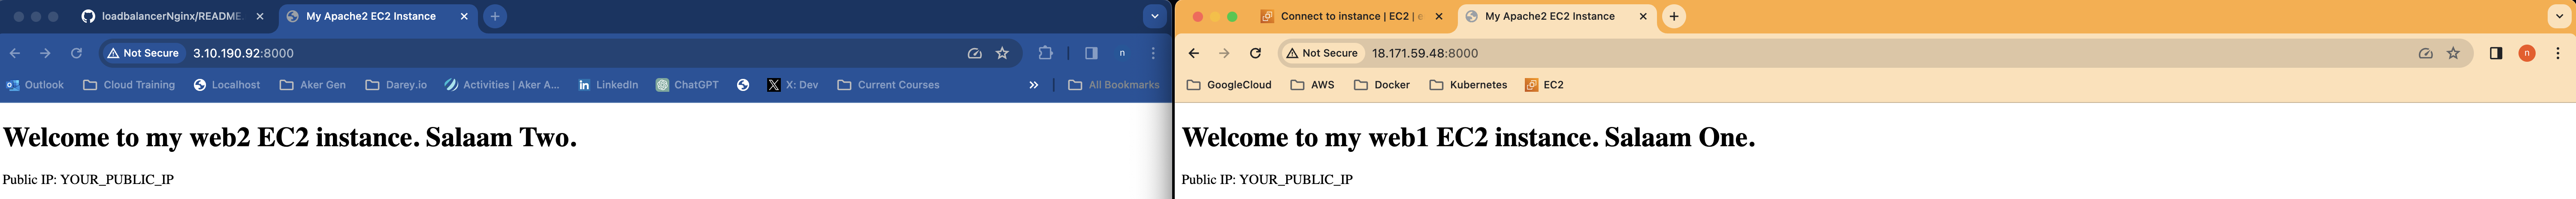 loadbalancerNginx/README.
My Apache2 EC2 Instance
Not Secure
3.10.190.92:8000
n
Outlook
Cloud Training
Localhost
Aker Gen
Darey.io
Activities | Aker A...
LinkedIn
ChatGPT
X: Dev
Current Courses
All Bookmarks
Welcome to my web2 EC2 instance. Salaam Two.
Public IP: YOUR_PUBLIC_IP
Connect to instance | EC2 |
My Apache2 EC2 Instance
Not Secure
18.171.59.48:8000
n
GoogleCloud
AWS
Docker
Kubernetes
EC2
Welcome to my web1 EC2 instance. Salaam One.
Public IP: YOUR_PUBLIC_IP